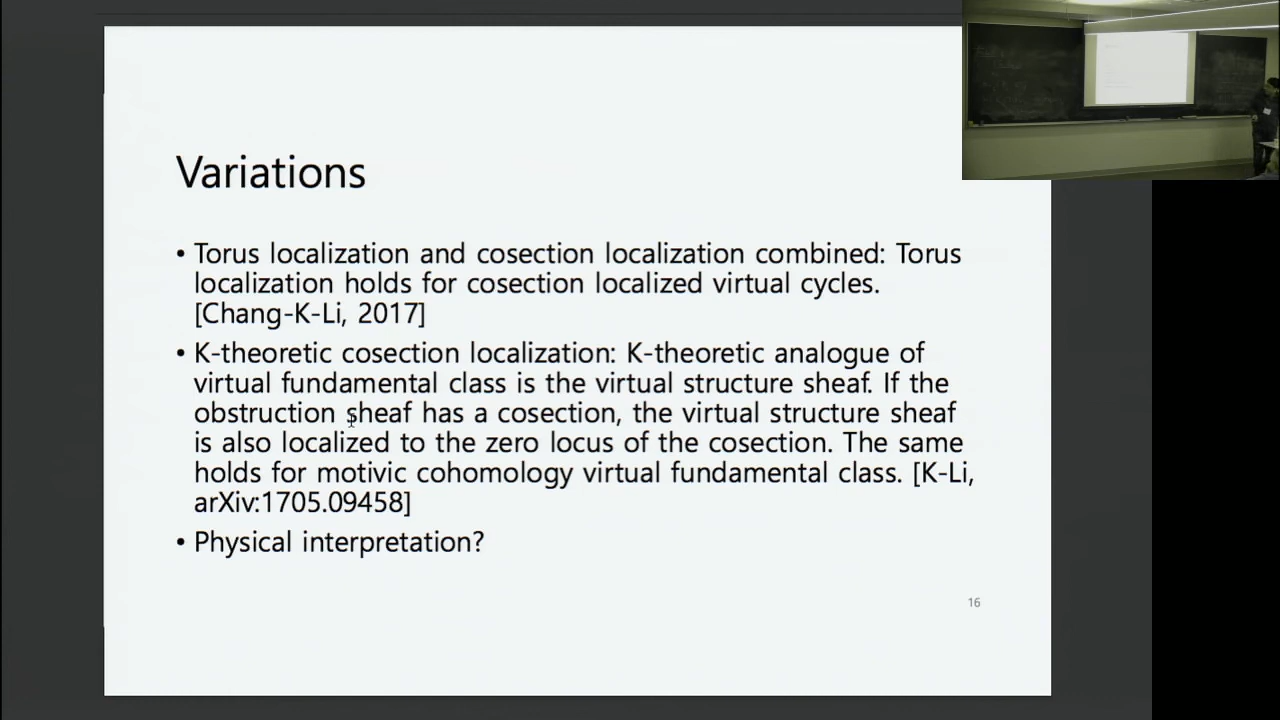 Variations
• Torus localization and cosection localization combined: Torus
localization holds for cosection localized virtual cycles.
[Chang-K-Li, 2017]
• K-theoretic cosection localization: K-theoretic analogue of
virtual fundamental class is the virtual structure sheaf. If the
obstruction sheaf has a cosection, the virtual structure sheaf
is also localized to the zero locus of the cosection. The same
holds for motivic cohomology virtual fundamental class. [K-Li,
arXiv:1705.09458]
• Physical interpretation?
16